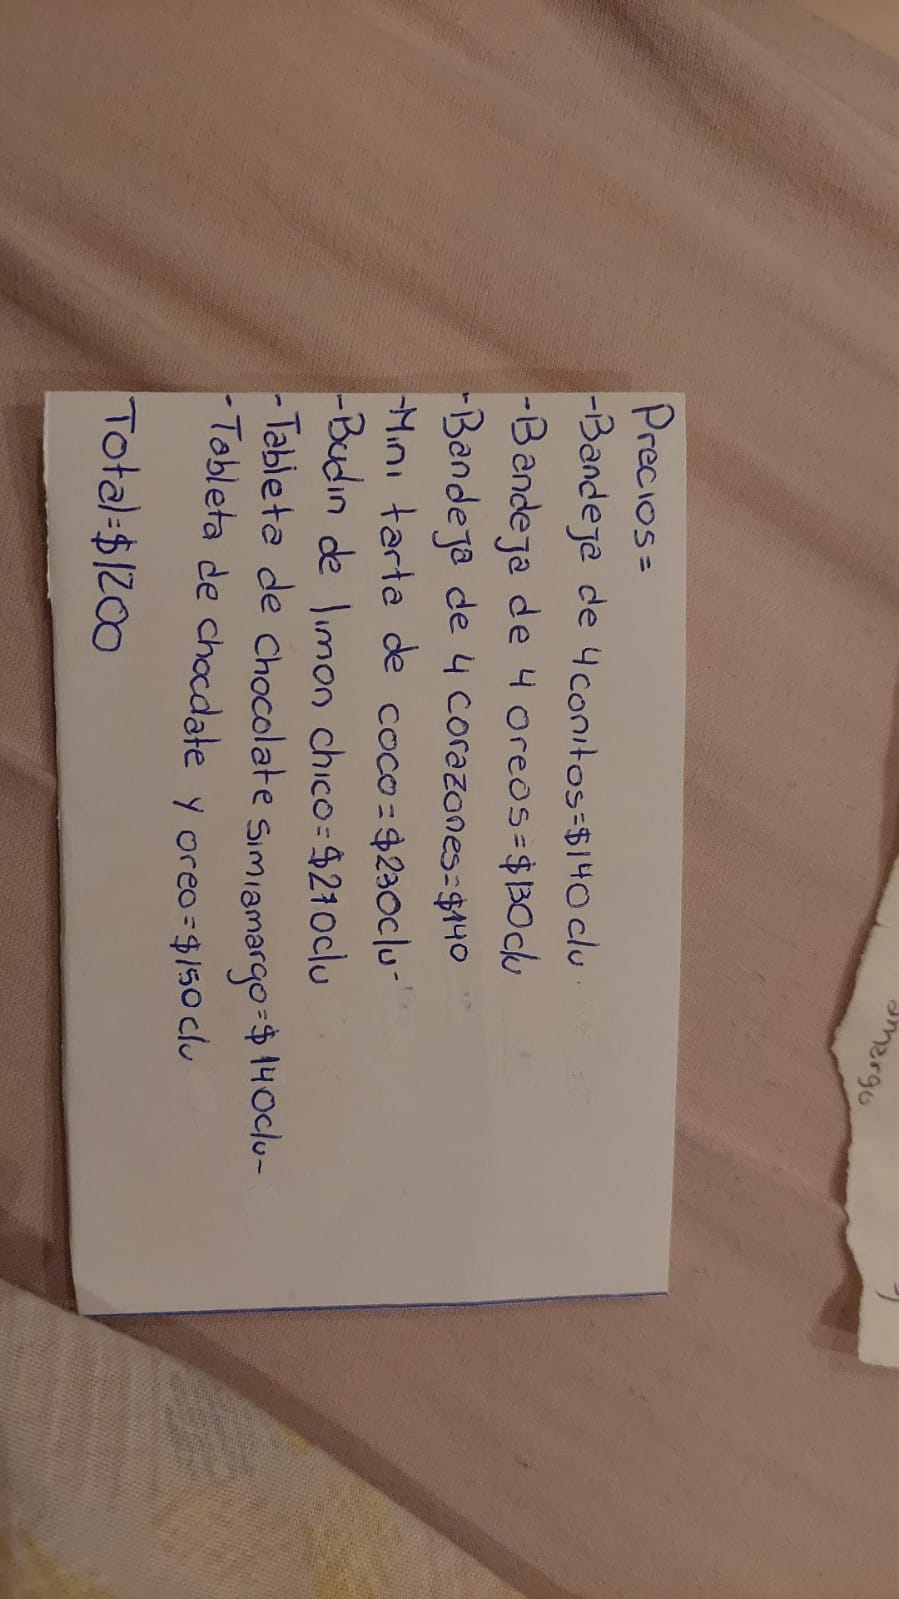 amargo
Precios=
-Bandeja de 4 conitos=$140 c/u
-Bandeja de 4 oreos=$130 c/u
-Bandeja de 4 corazones=$140
-Mini tarta de coco=$230 c/u-
-Budin de limon chico=$270 c/u
-Tableta de chocolate simiamargo=$140 c/u-
-Tableta de chocolate y oreo=$150 c/u
Total=$1200